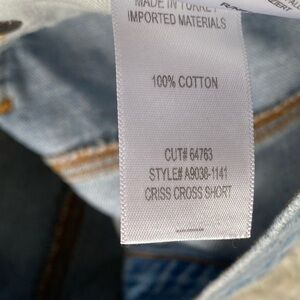 MADE IN TURKEY
IMPORTED MATERIALS
100% COTTON
CUT# 64763
STYLE# A9038-1141
CRISS CROSS SHORT